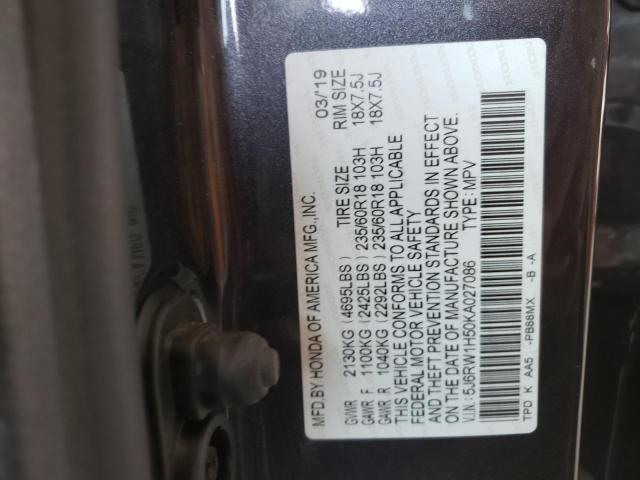 MFD.BY HONDA OF AMERICA MFG.,INC. 03/'19
GVWR 2130KG (4695LBS) TIRE SIZE RIM SIZE
GAWR F 1100KG (2425LBS) 235/60R18 103H 18X7.5J
GAWR R 1040KG (2292LBS) 235/60R18 103H 18X7.5J
THIS VEHICLE CONFORMS TO ALL APPLICABLE
FEDERAL MOTOR VEHICLE SAFETY
AND THEFT PREVENTION STANDARDS IN EFFECT
ON THE DATE OF MANUFACTURE SHOWN ABOVE.
V.I.N.: 5J6RW1H50KA027086 TYPE: MPV
TPD K AA5 -PB88MX -B -A